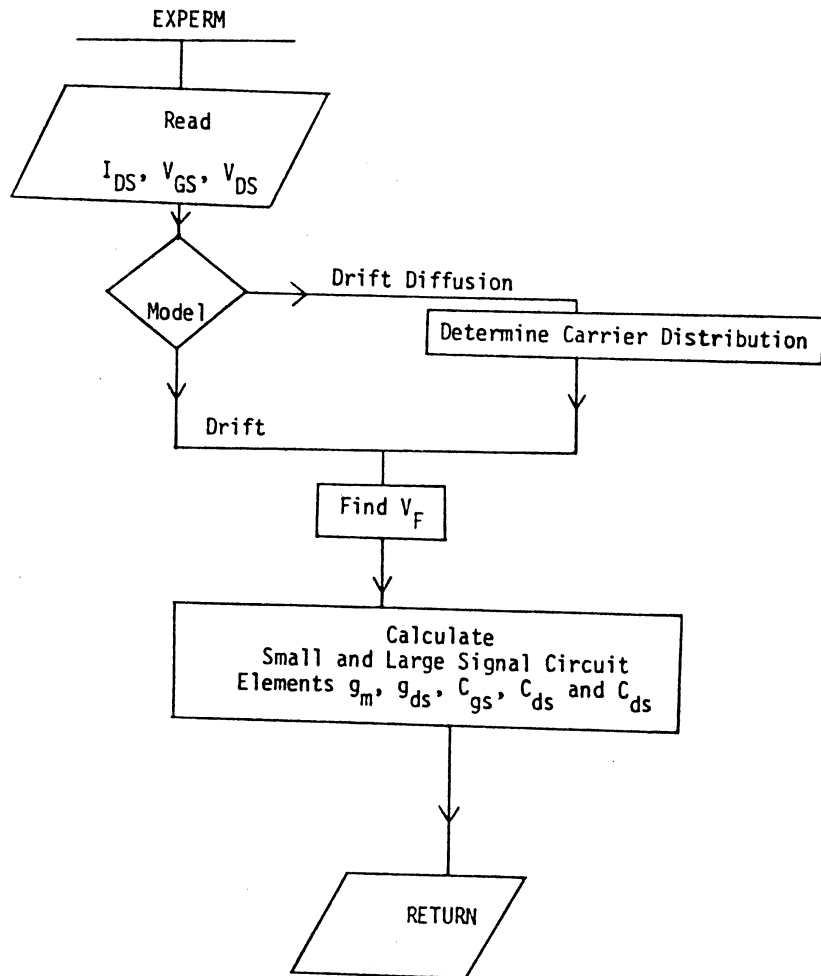 EXPERM
Read
I_DS, V_GS, V_DS
Model
Drift Diffusion
Determine Carrier Distribution
Drift
Find V_F
Calculate
Small and Large Signal Circuit
Elements g_m, g_ds, C_gs, C_ds and C_ds
RETURN